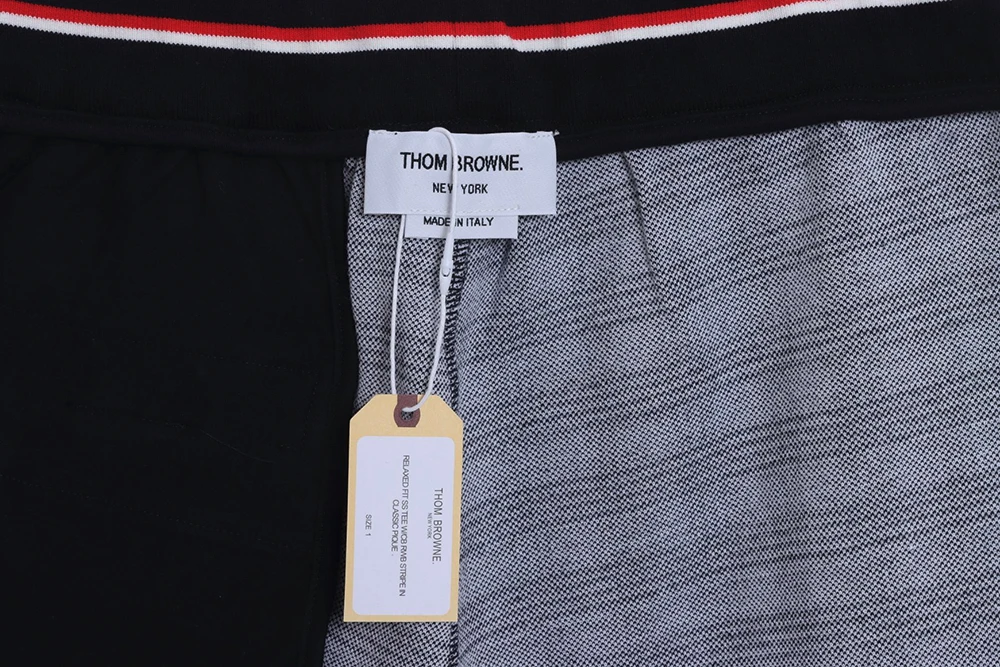 THOM BROWNE.
NEW YORK
MADE IN ITALY
THOM BROWNE.
NEW YORK
RELAXED FIT SS TEE W/CB RWB STRIPE IN
CLASSIC PIQUE
SIZE 1